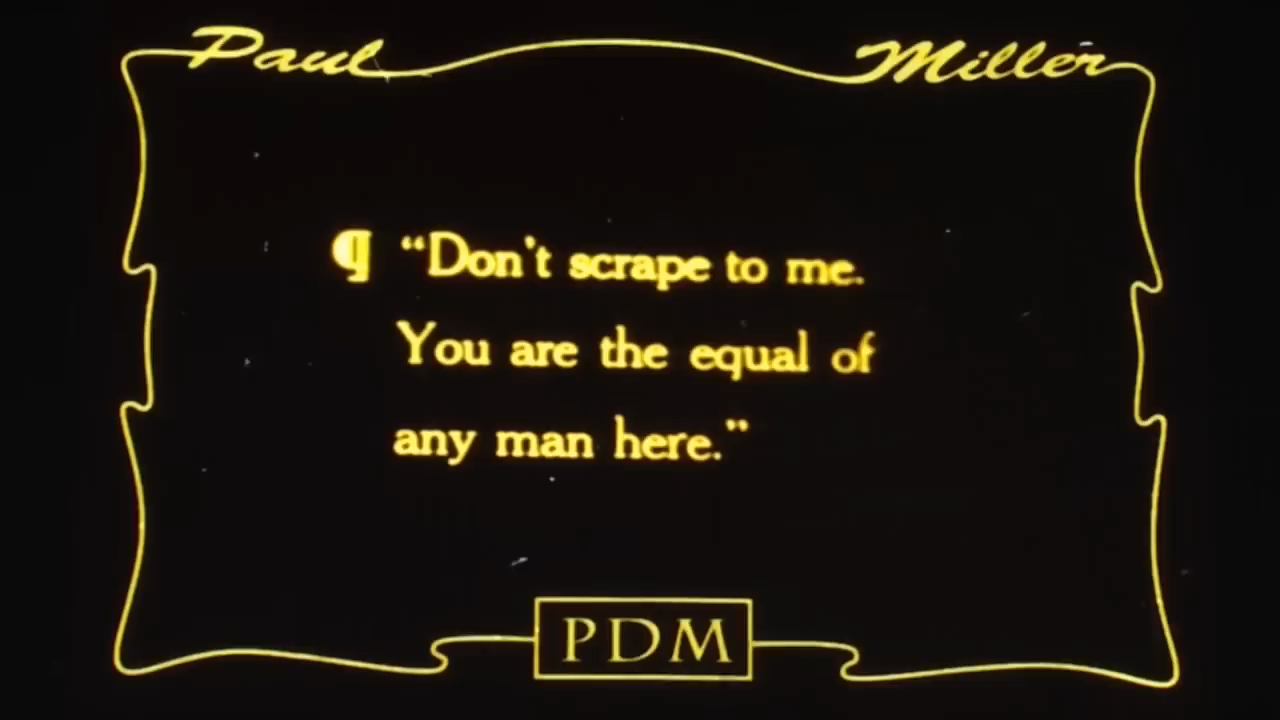 Paul Miller
¶ “Don't scrape to me.
You are the equal of
any man here.”
PDM